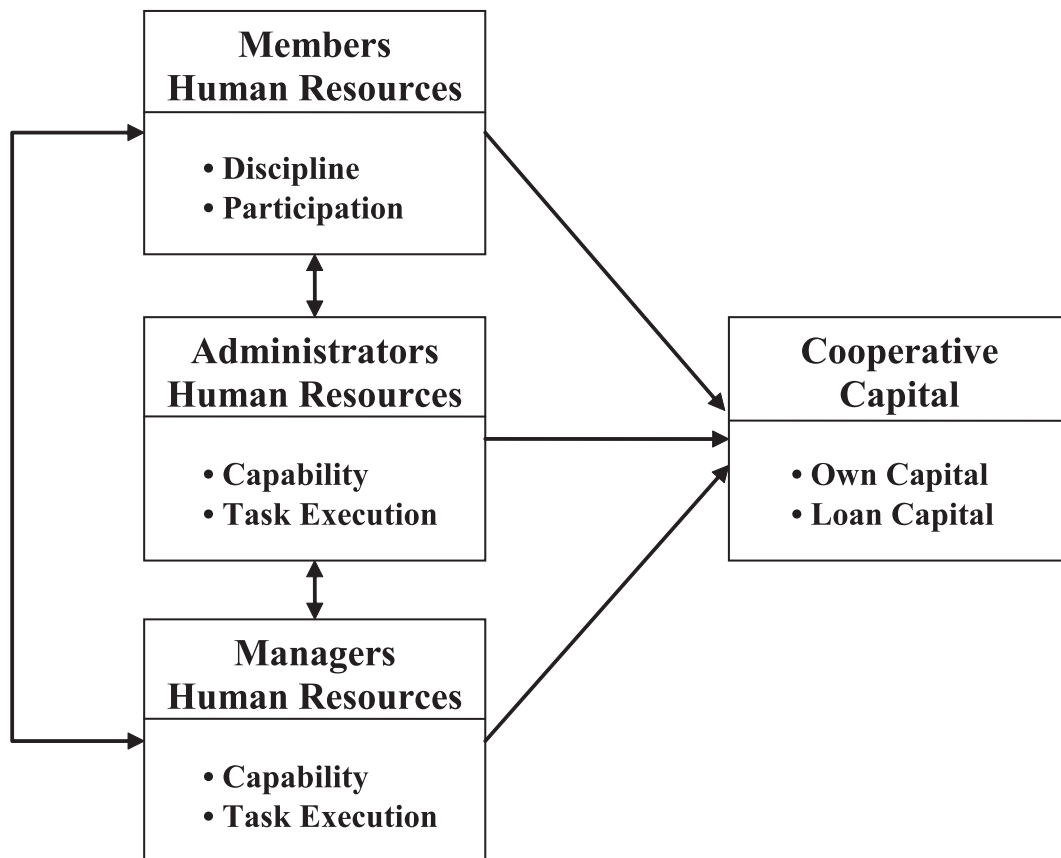 Members
Human Resources
• Discipline
• Participation
Administrators
Human Resources
• Capability
• Task Execution
Managers
Human Resources
• Capability
• Task Execution
Cooperative
Capital
• Own Capital
• Loan Capital